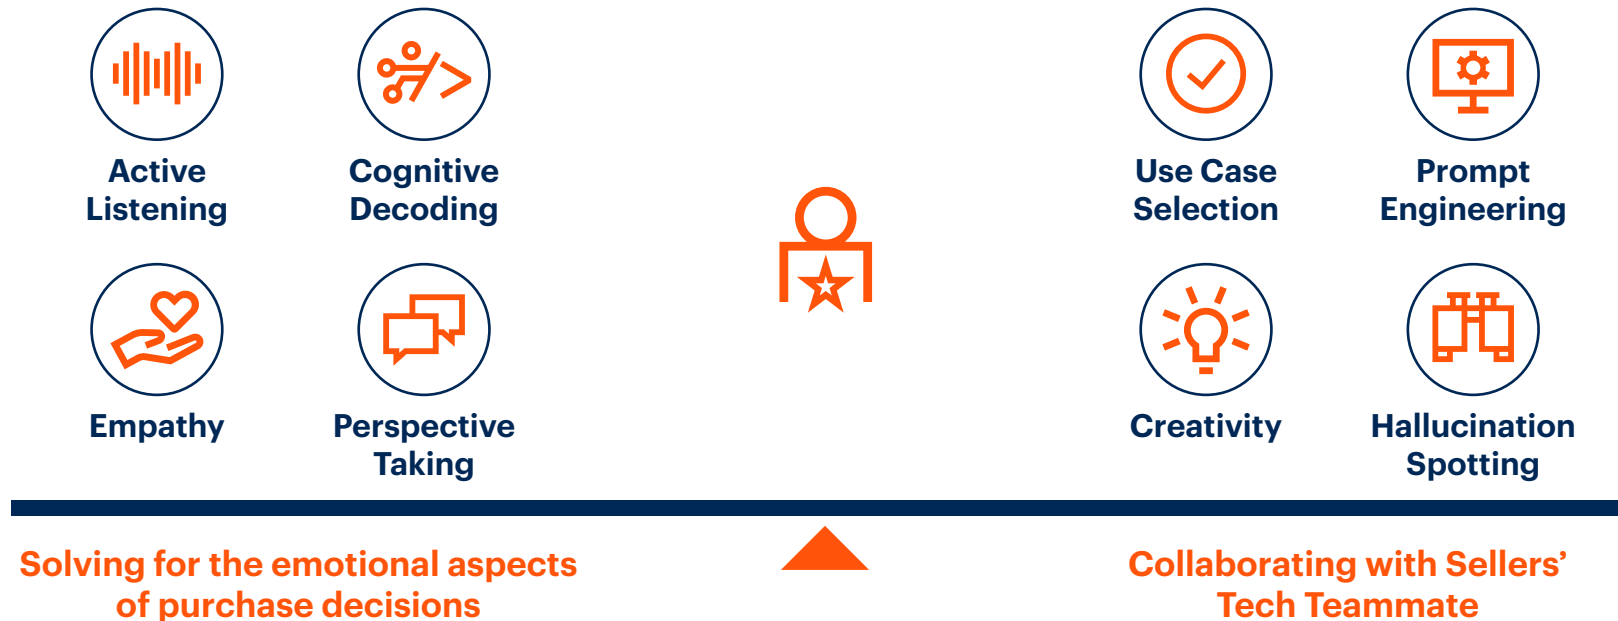 Active
Listening
Cognitive
Decoding
Use Case
Selection
Prompt
Engineering
Empathy
Perspective
Taking
Creativity
Hallucination
Spotting
Solving for the emotional aspects
of purchase decisions
Collaborating with Sellers’
Tech Teammate